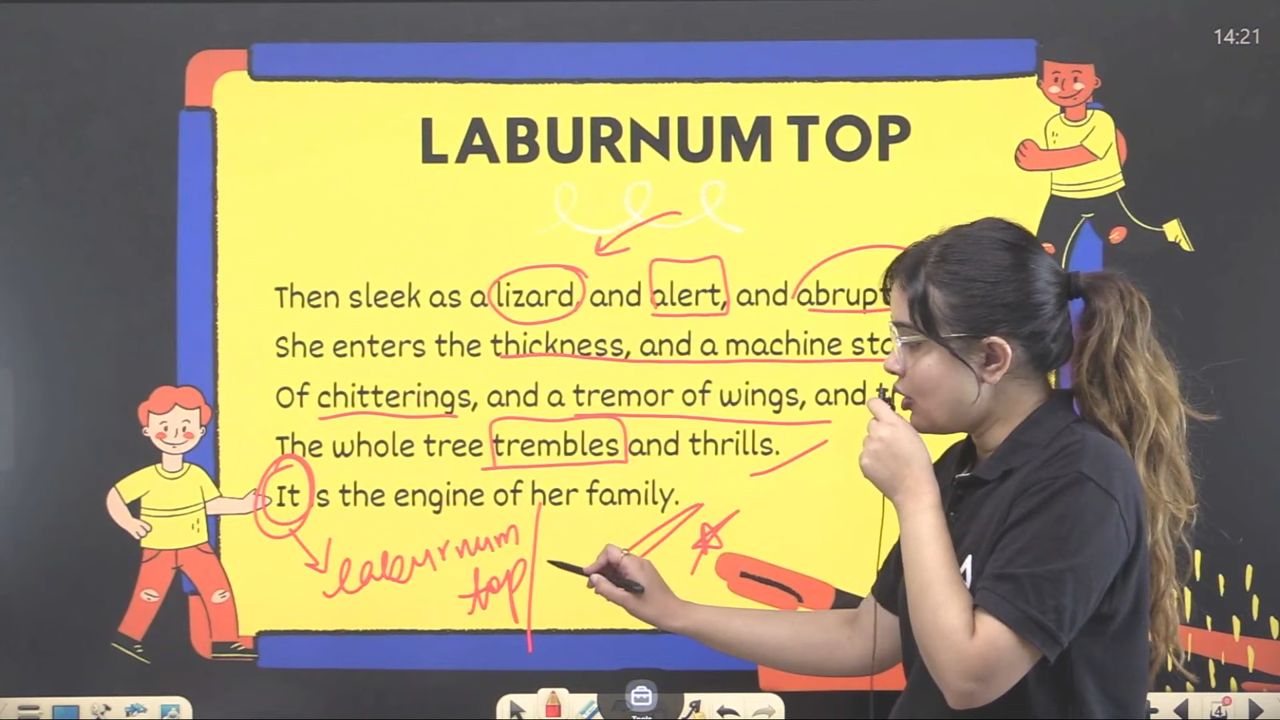 14:21
LABURNUM TOP
Then sleek as a lizard, and alert, and abrupt
She enters the thickness, and a machine
Of chitterings, and a tremor of wings, and
The whole tree trembles and thrills.
It is the engine of her family.
laburnum
top
4
Tools